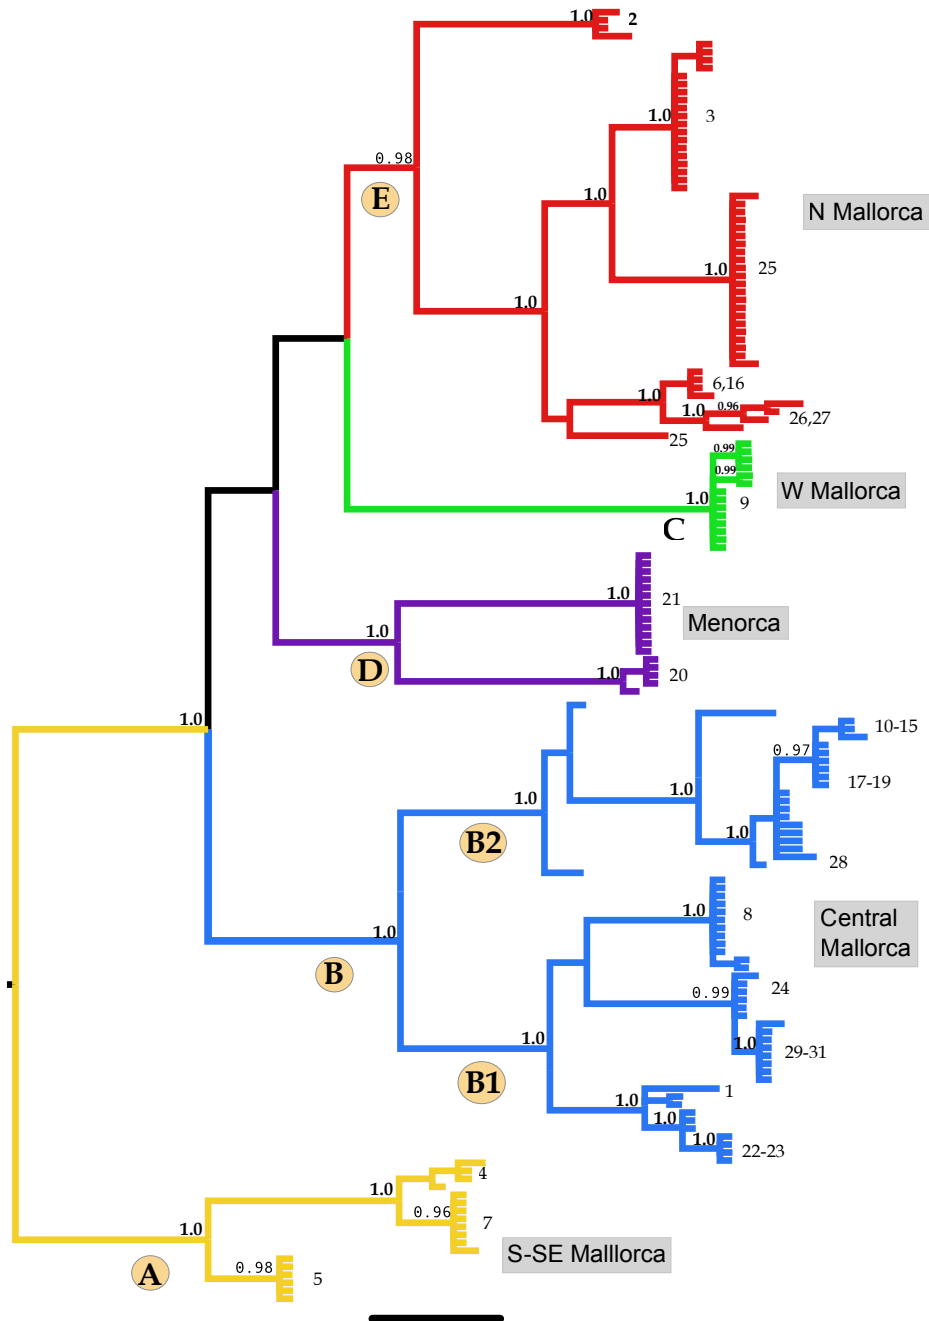 1.0 2
1.0 3
0.98
E
1.0
N Mallorca
1.0 25
1.0
1.0 6,16
1.0 0.96 26,27
25
0.99
0.99
W Mallorca
1.0 9
C
1.0 21
Menorca
1.0
D
1.0 20
1.0
10-15
0.97
17-19
1.0
1.0
B2
1.0
28
1.0 8
Central
Mallorca
1.0
B
0.99 24
1.0
1.0 29-31
B1
1
1.0
1.0
1.0 22-23
4
1.0
0.96 7
1.0
S-SE Malllorca
A
0.98 5